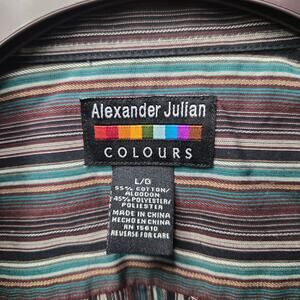 Alexander Julian
COLOURS
L/G
55% COTTON/
ALGODON
45% POLYESTER/
POLIESTER
MADE IN CHINA
HECHO EN CHINA
RN 15610
REVERSE FOR CARE